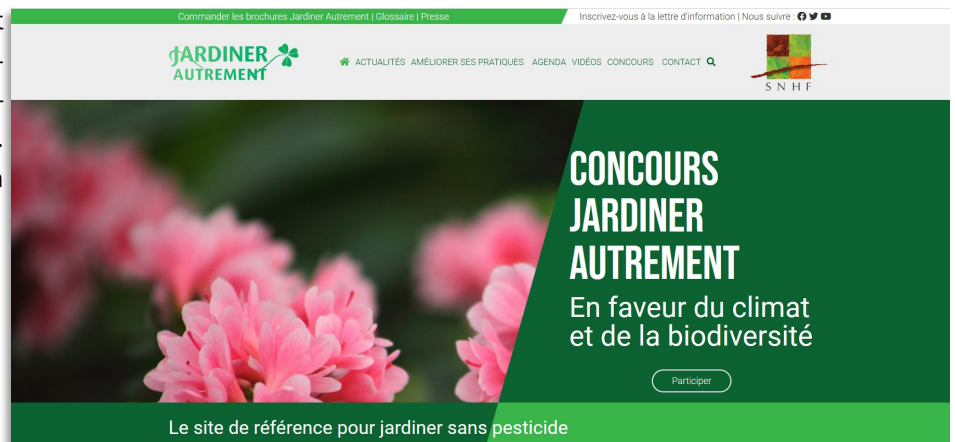 Commander les brochures Jardiner Autrement | Glossaire | Presse
Inscrivez-vous à la lettre d'information | Nous suivre :
JARDINER
AUTREMENT
ACTUALITÉS AMÉLIORER SES PRATIQUES AGENDA VIDÉOS CONCOURS CONTACT
SNHF
CONCOURS
JARDINER
AUTREMENT
En faveur du climat
et de la biodiversité
Participer
Le site de référence pour jardiner sans pesticide